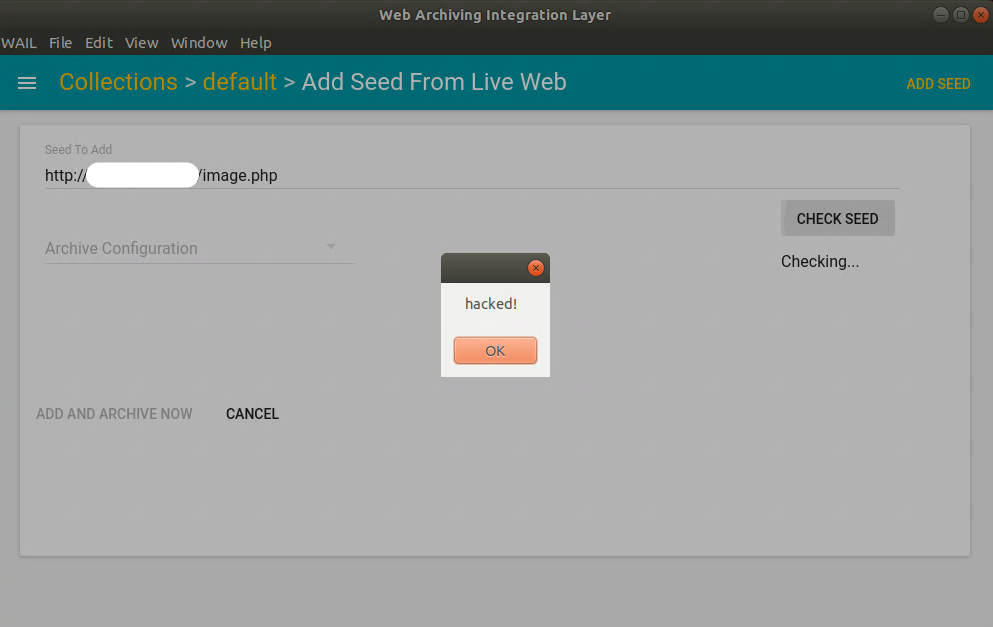 Web Archiving Integration Layer
WAIL File Edit View Window Help
Collections > default > Add Seed From Live Web
ADD SEED
Seed To Add
http:// /image.php
CHECK SEED
Archive Configuration
Checking...
hacked!
OK
ADD AND ARCHIVE NOW CANCEL